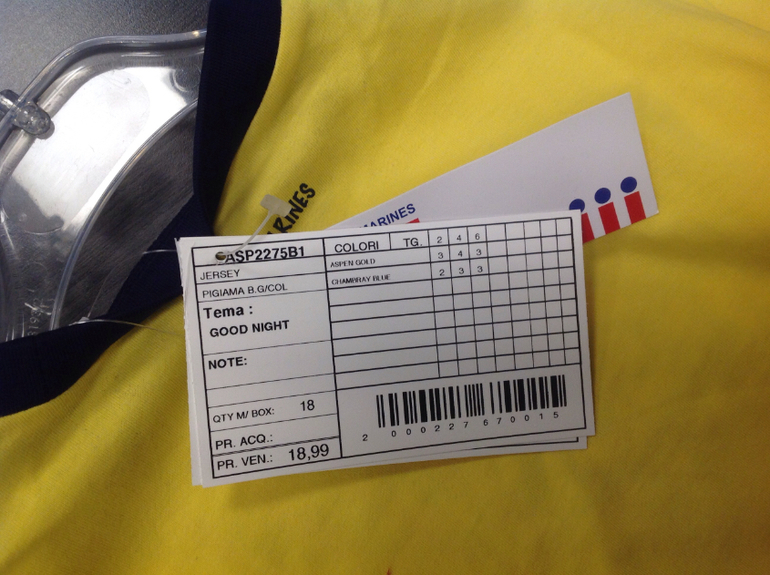 ARINES
MARINES
ASP2275B1
JERSEY
PIGIAMA B.G/COL
Tema :
GOOD NIGHT
NOTE:
QTY M/ BOX: 18
PR. ACQ.:
PR. VEN.: 18,99
COLORI TG. 2 4 6
ASPEN GOLD 3 4 3
CHAMBRAY BLUE 2 3 3
2 000227 670015